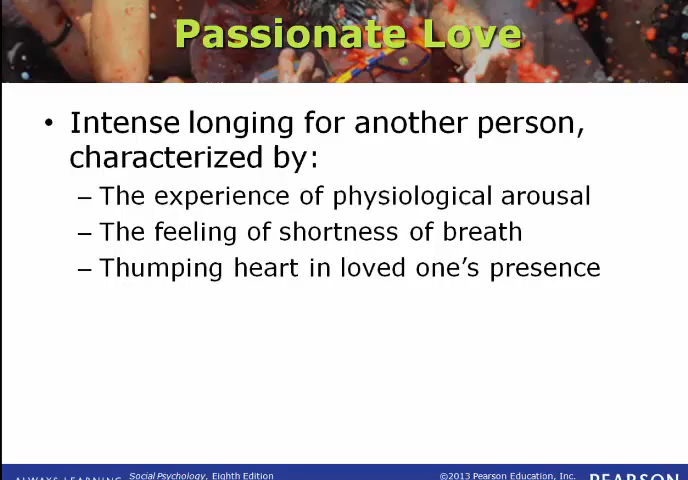 Passionate Love
• Intense longing for another person,
characterized by:
– The experience of physiological arousal
– The feeling of shortness of breath
– Thumping heart in loved one’s presence
ALWAYS LEARNING
Social Psychology, Eighth Edition
©2013 Pearson Education, Inc.
PEARSON